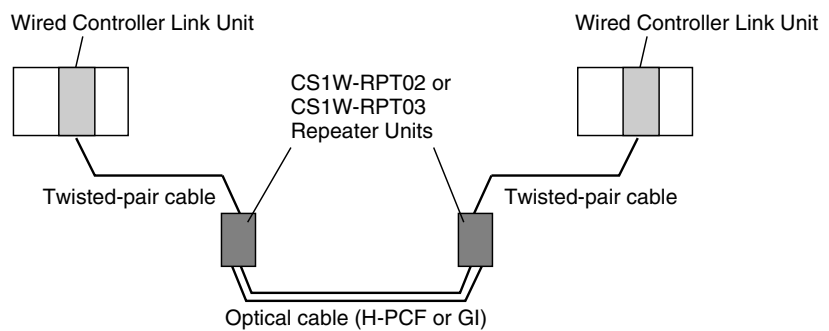 Wired Controller Link Unit
Wired Controller Link Unit
CS1W-RPT02 or
CS1W-RPT03
Repeater Units
Twisted-pair cable
Twisted-pair cable
Optical cable (H-PCF or GI)